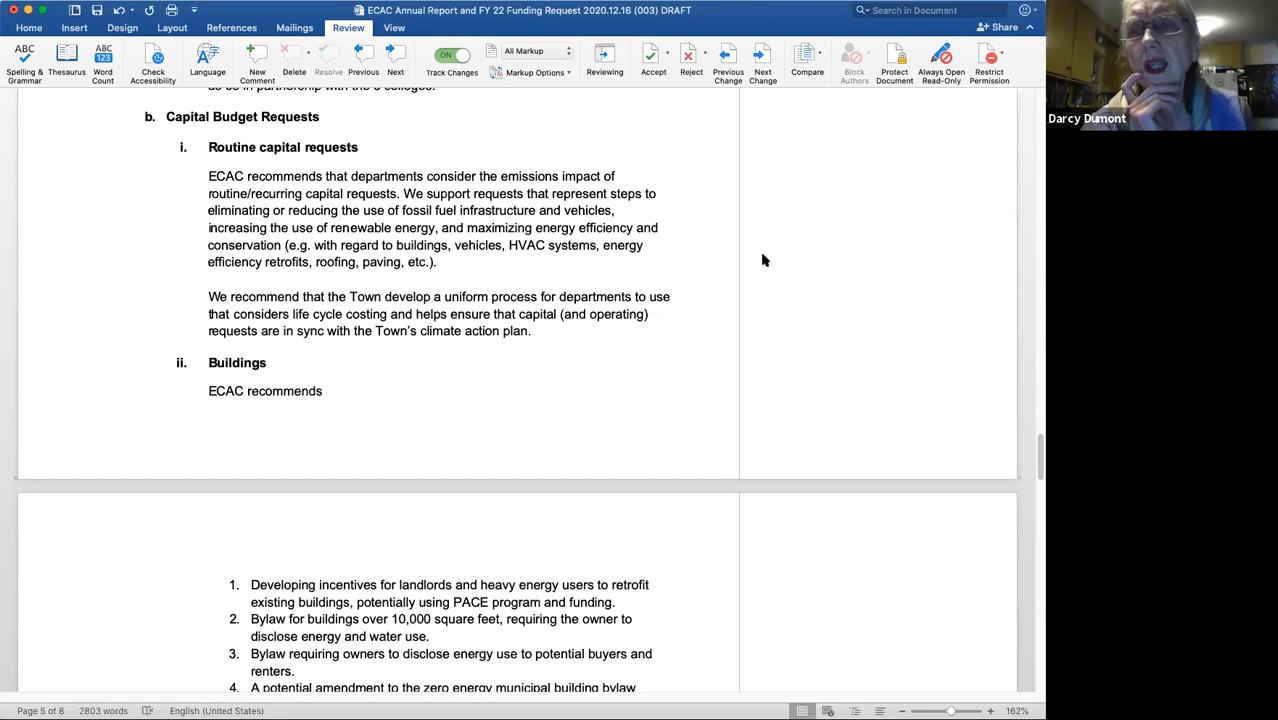 ECAC Annual Report and FY 22 Funding Request 2020.12.16 (003) DRAFT
Search in Document
Home Insert Design Layout References Mailings Review View Share
ABC ABC 123 ON All Markup
Spelling & Grammar Thesaurus Word Count Check Accessibility Language New Comment Delete Resolve Previous Next Track Changes Markup Options Reviewing Accept Reject Previous Change Next Change Compare Block Authors Protect Document Always Open Read-Only Restrict Permission
Darcy Dumont
b. Capital Budget Requests
i. Routine capital requests
ECAC recommends that departments consider the emissions impact of
routine/recurring capital requests. We support requests that represent steps to
eliminating or reducing the use of fossil fuel infrastructure and vehicles,
increasing the use of renewable energy, and maximizing energy efficiency and
conservation (e.g. with regard to buildings, vehicles, HVAC systems, energy
efficiency retrofits, roofing, paving, etc.).
We recommend that the Town develop a uniform process for departments to use
that considers life cycle costing and helps ensure that capital (and operating)
requests are in sync with the Town's climate action plan.
ii. Buildings
ECAC recommends
1. Developing incentives for landlords and heavy energy users to retrofit
existing buildings, potentially using PACE program and funding.
2. Bylaw for buildings over 10,000 square feet, requiring the owner to
disclose energy and water use.
3. Bylaw requiring owners to disclose energy use to potential buyers and
renters.
4. A potential amendment to the zero energy municipal building bylaw
Page 5 of 8 2803 words English (United States) 162%